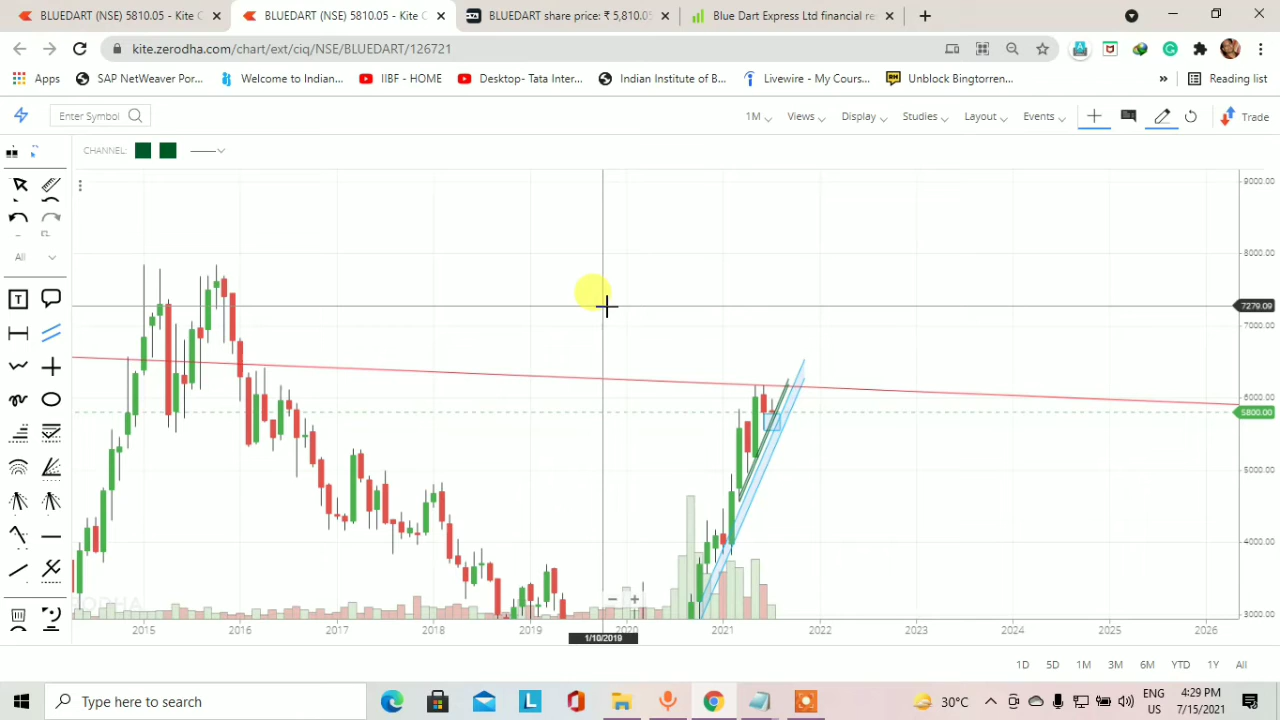 BLUEDART (NSE) 5810.05 - Kite C
BLUEDART (NSE) 5810.05 - Kite C
BLUEDART share price: ₹ 5,810.05
Blue Dart Express Ltd financial re
kite.zerodha.com/chart/ext/ciq/NSE/BLUEDART/126721
Apps
SAP NetWeaver Por...
Welcome to Indian...
IIBF - HOME
Desktop- Tata Inter...
Indian Institute of B...
Livewire - My Cours...
Unblock Bingtorren...
»
Reading list
Enter Symbol
1M
Views
Display
Studies
Layout
Events
Trade
CHANNEL:
All
T
9000.00
8000.00
7279.09
7000.00
6000.00
5800.00
5000.00
4000.00
3000.00
2015
2016
2017
2018
2019
2020
2021
2022
2023
2024
2025
2026
1/10/2019
1D
5D
1M
3M
6M
YTD
1Y
All
Type here to search
30°C
ENG
US
4:29 PM
7/15/2021